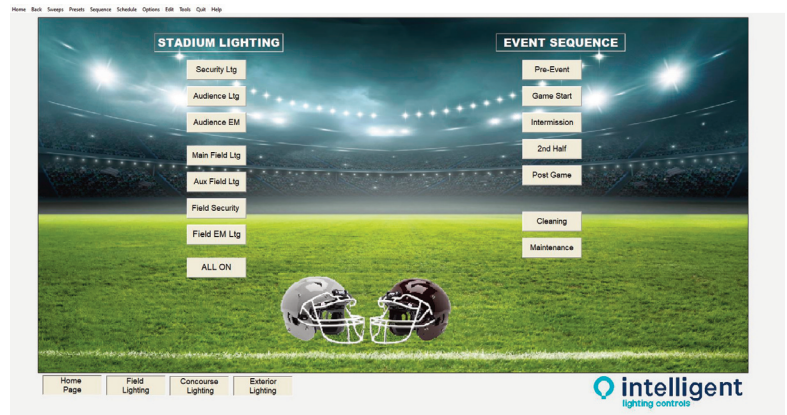 Home Back Sweeps Presets Sequence Schedule Options Edit Tools Quit Help
STADIUM LIGHTING
Security Ltg
Audience Ltg
Audience EM
Main Field Ltg
Aux Field Ltg
Field Security
Field EM Ltg
ALL ON
EVENT SEQUENCE
Pre-Event
Game Start
Intermission
2nd Half
Post Game
Cleaning
Maintenance
Home
Page
Field
Lighting
Concourse
Lighting
Exterior
Lighting
intelligent
lighting controls